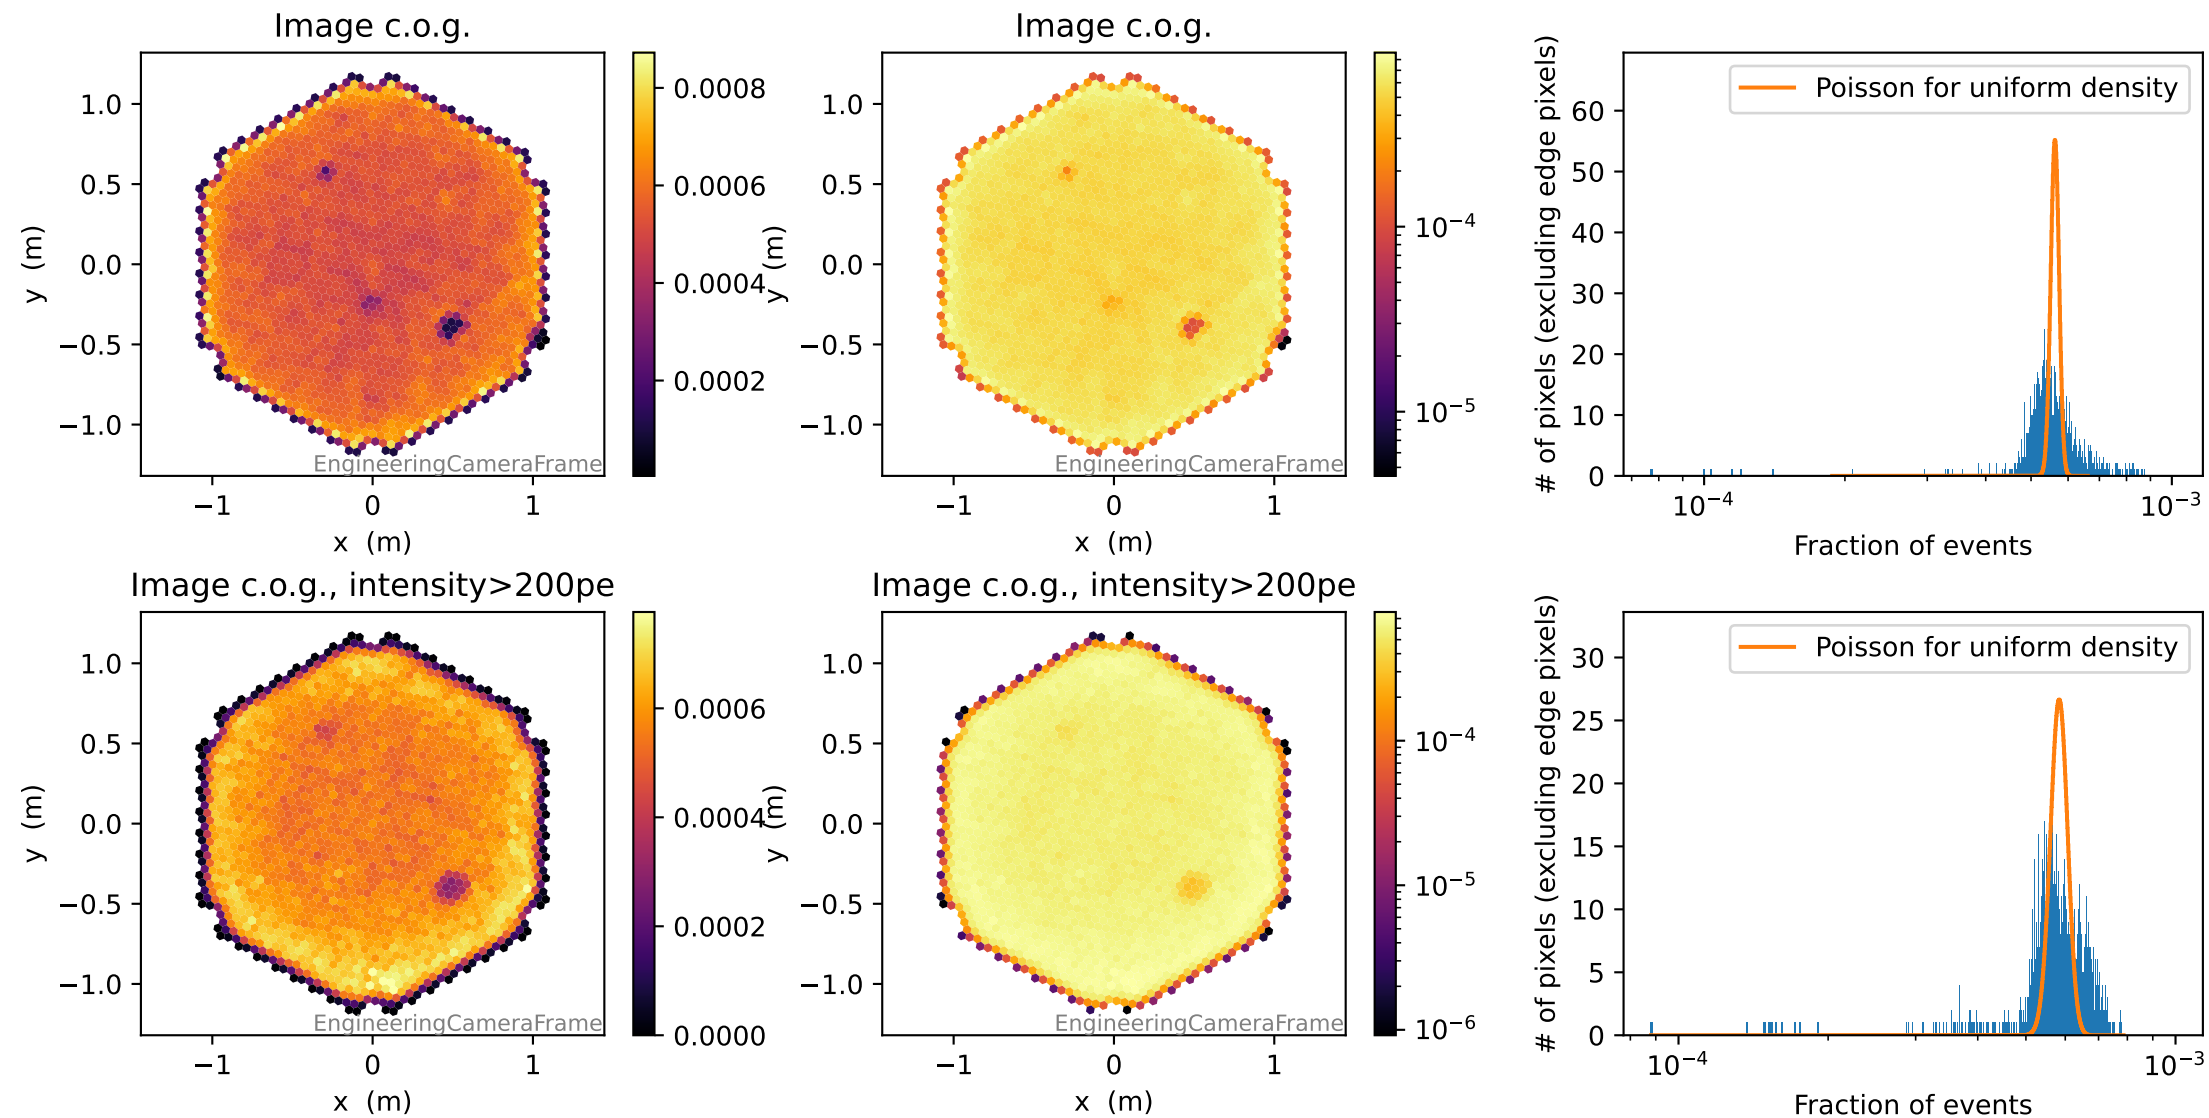 Image c.o.g.
1.0
0.5
0.0
−0.5
−1.0
y (m)
−1
0
1
x (m)
EngineeringCameraFrame
0.0008
0.0006
0.0004
0.0002
Image c.o.g.
1.0
0.5
0.0
−0.5
−1.0
y (m)
−1
0
1
x (m)
EngineeringCameraFrame
10⁻⁴
10⁻⁵
Poisson for uniform density
# of pixels (excluding edge pixels)
60
50
40
30
20
10
0
10⁻⁴
10⁻³
Fraction of events
Image c.o.g., intensity>200pe
1.0
0.5
0.0
−0.5
−1.0
y (m)
−1
0
1
x (m)
EngineeringCameraFrame
0.0006
0.0004
0.0002
0.0000
Image c.o.g., intensity>200pe
1.0
0.5
0.0
−0.5
−1.0
y (m)
−1
0
1
x (m)
EngineeringCameraFrame
10⁻⁴
10⁻⁵
10⁻⁶
Poisson for uniform density
# of pixels (excluding edge pixels)
30
25
20
15
10
5
0
10⁻⁴
10⁻³
Fraction of events